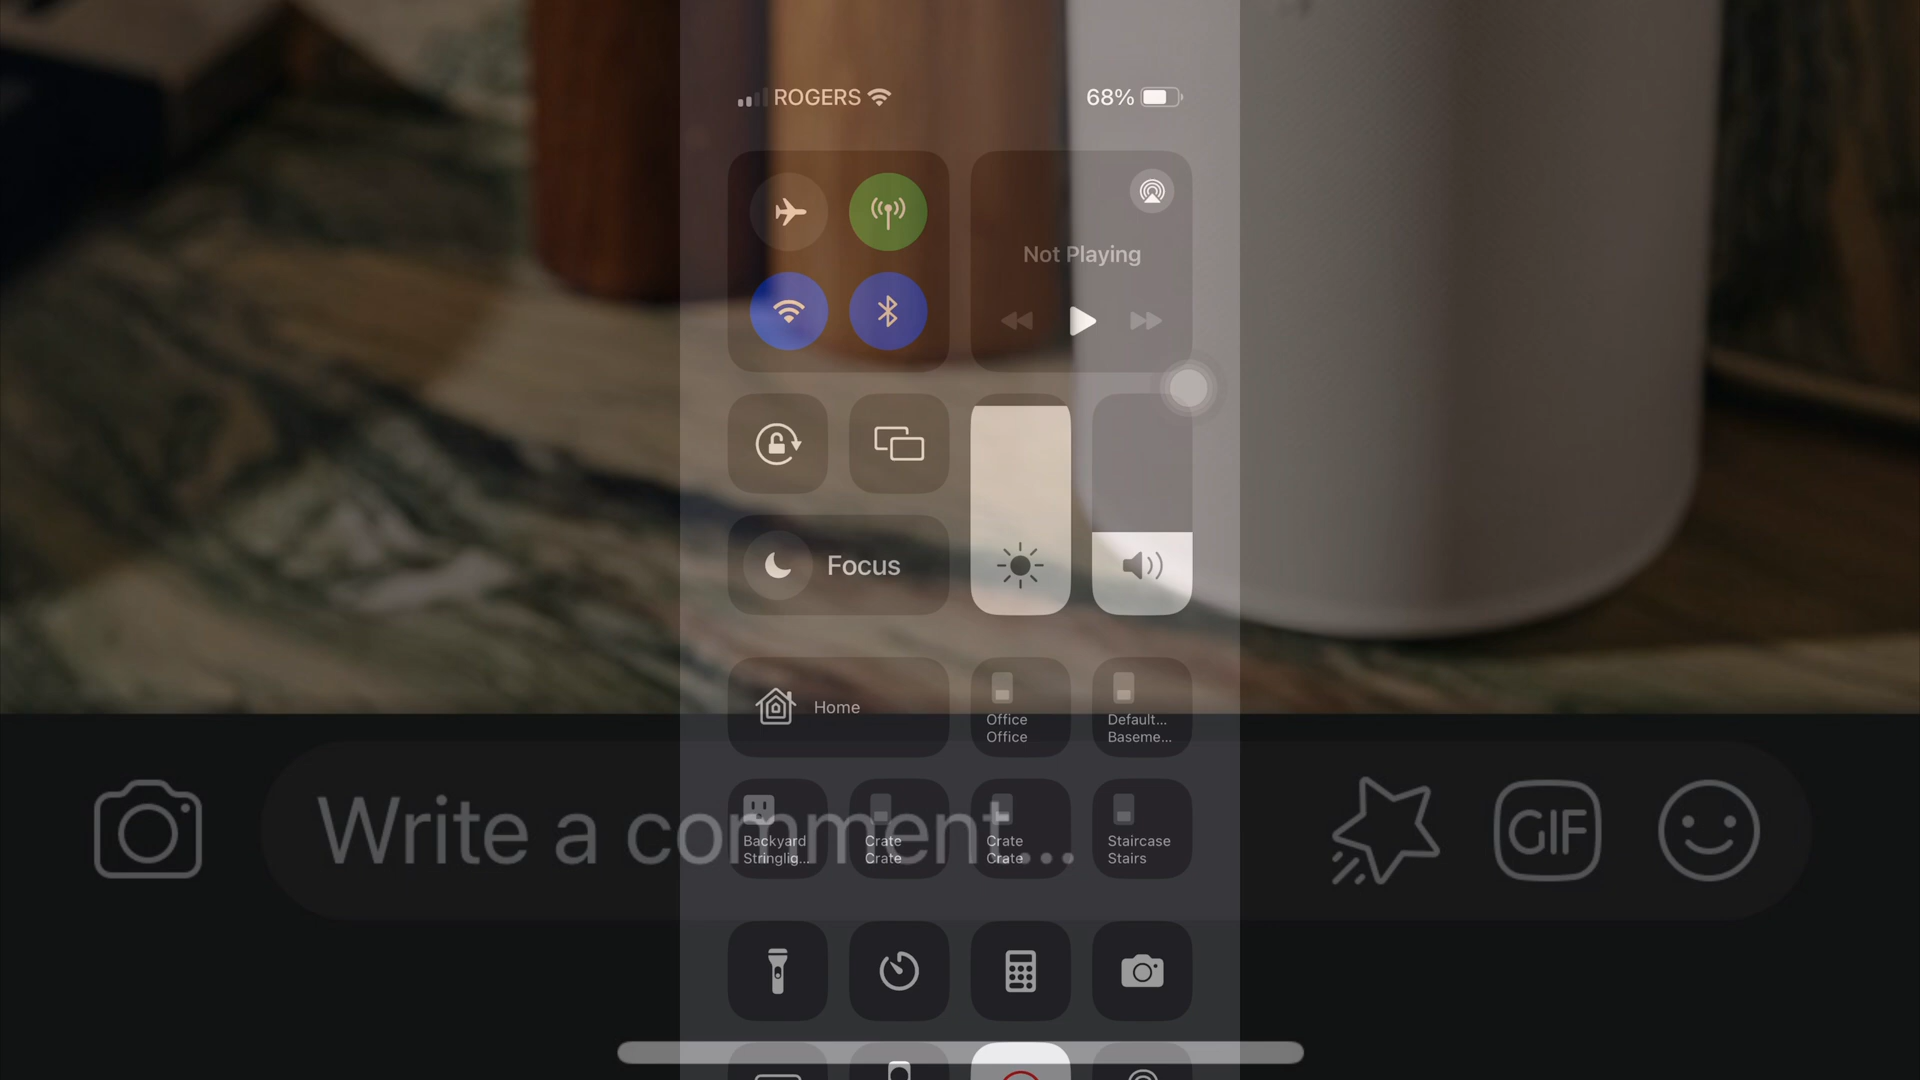 ROGERS 68%
Not Playing
Focus
Home
Office
Office
Default...
Baseme...
Write a comment...
Backyard
Stringlig...
Crate
Crate
Crate
Crate
Staircase
Stairs
GIF